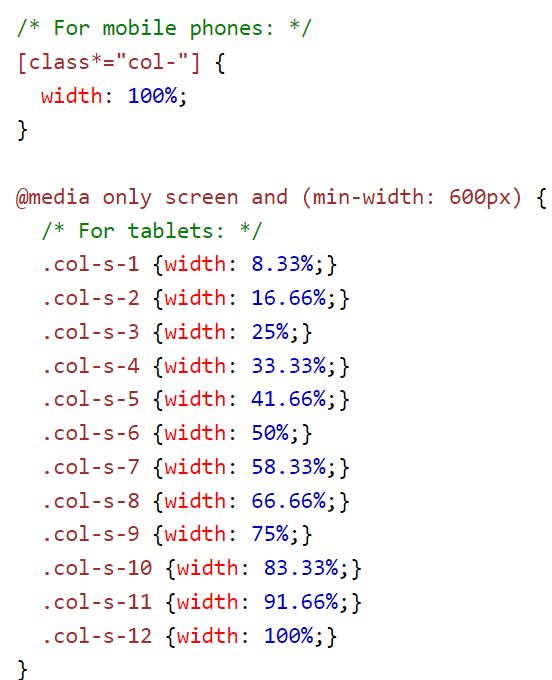 /* For mobile phones: */
[class*="col-"] {
  width: 100%;
}

@media only screen and (min-width: 600px) {
  /* For tablets: */
  .col-s-1 {width: 8.33%;}
  .col-s-2 {width: 16.66%;}
  .col-s-3 {width: 25%;}
  .col-s-4 {width: 33.33%;}
  .col-s-5 {width: 41.66%;}
  .col-s-6 {width: 50%;}
  .col-s-7 {width: 58.33%;}
  .col-s-8 {width: 66.66%;}
  .col-s-9 {width: 75%;}
  .col-s-10 {width: 83.33%;}
  .col-s-11 {width: 91.66%;}
  .col-s-12 {width: 100%;}
}